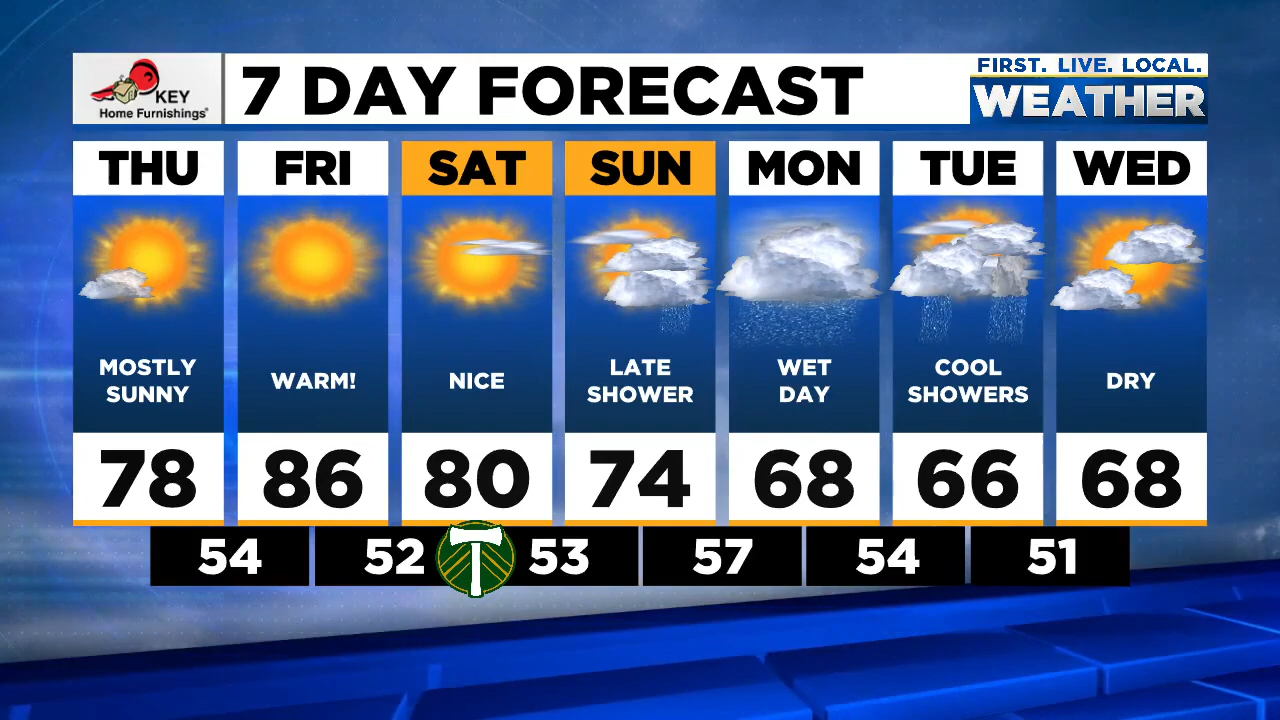 KEY
Home Furnishings®
7 DAY FORECAST
FIRST. LIVE. LOCAL.
WEATHER
THU FRI SAT SUN MON TUE WED
MOSTLY
SUNNY
WARM!
NICE
LATE
SHOWER
WET
DAY
COOL
SHOWERS
DRY
78 86 80 74 68 66 68
54 52 53 57 54 51